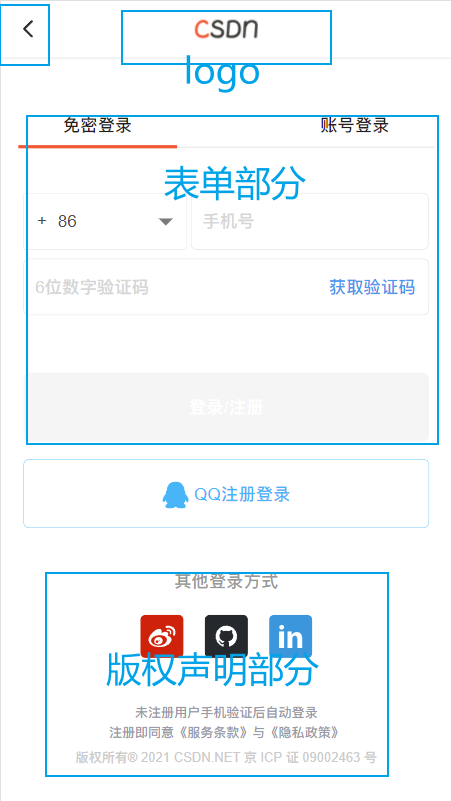 CSDN
logo
免密登录 账号登录
表单部分
+ 86 手机号
6位数字验证码 获取验证码
登录/注册
QQ注册登录
其他登录方式
in
版权声明部分
未注册用户手机验证后自动登录
注册即同意《服务条款》与《隐私政策》
版权所有® 2021 CSDN.NET 京 ICP 证 09002463 号